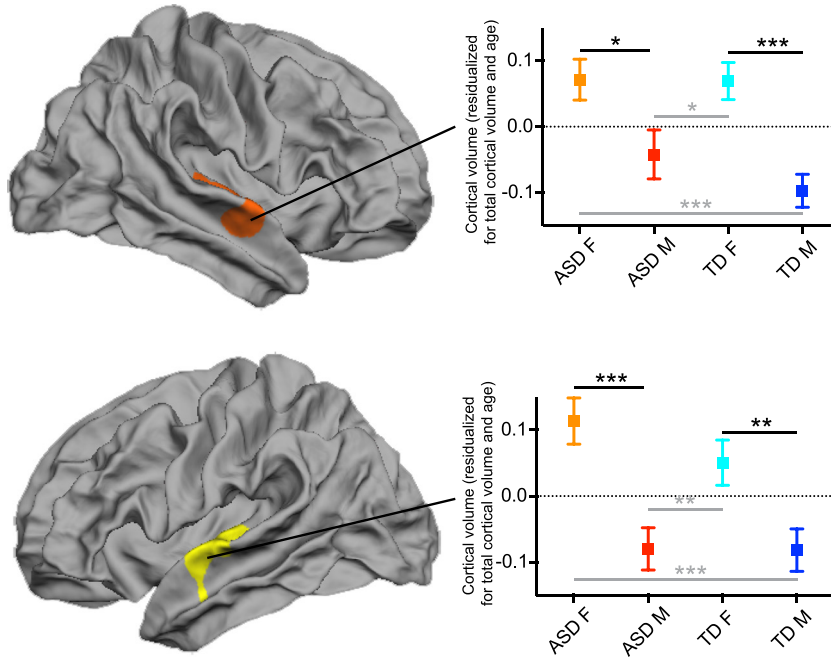 Cortical volume (residualized
for total cortical volume and age)
0.1
0.0
-0.1
*
***
*
***
ASD F
ASD M
TD F
TD M
Cortical volume (residualized
for total cortical volume and age)
0.1
0.0
-0.1
***
**
**
***
ASD F
ASD M
TD F
TD M